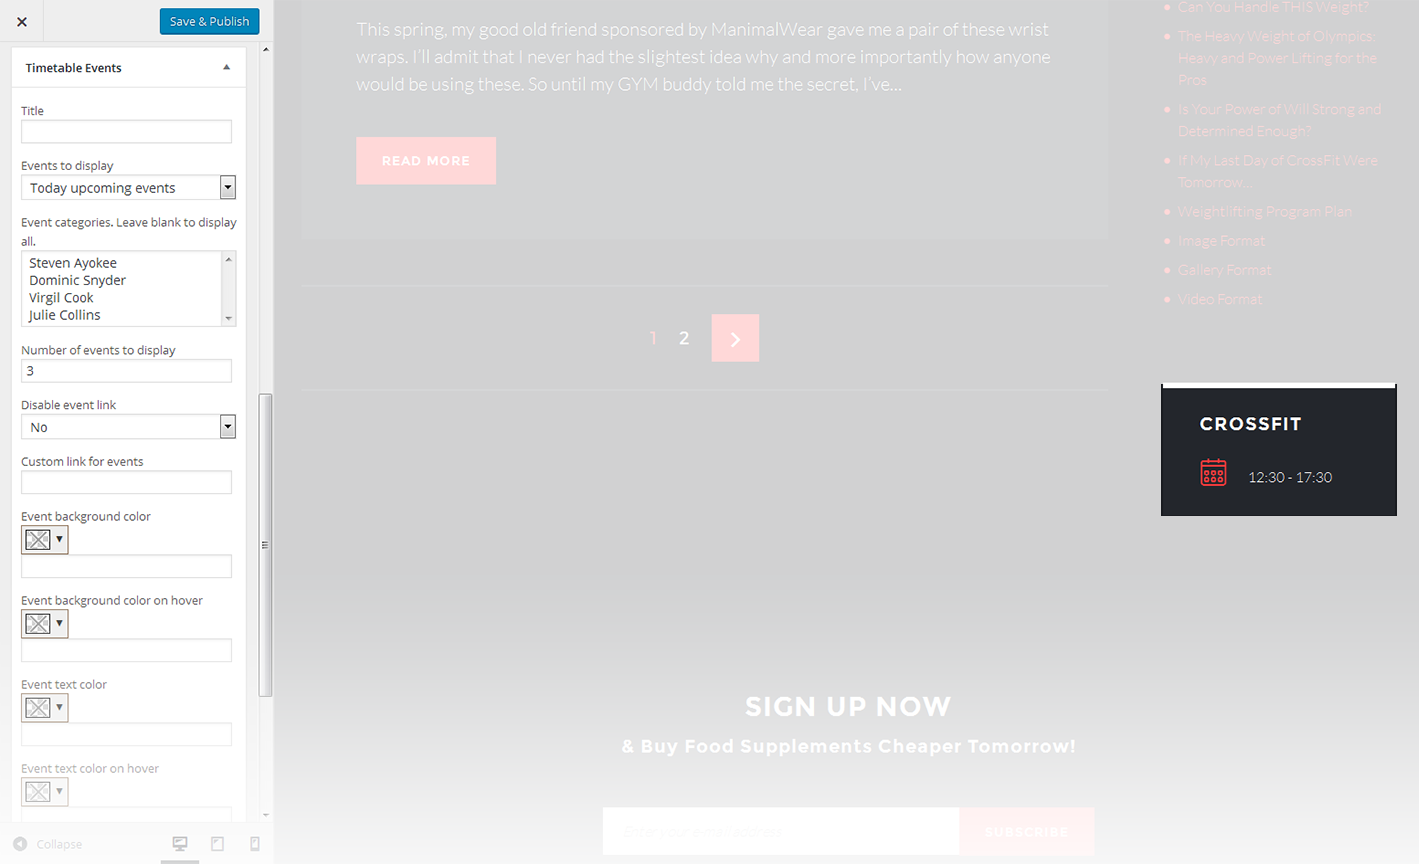 Save & Publish
Timetable Events
Title
Events to display
Today upcoming events
Event categories. Leave blank to display
all.
Steven Ayokee
Dominic Snyder
Virgil Cook
Julie Collins
Number of events to display
3
Disable event link
No
Custom link for events
Event background color
Event background color on hover
Event text color
Event text color on hover
Collapse
This spring, my good old friend sponsored by ManimalWear gave me a pair of these wrist
wraps. I'll admit that I never had the slightest idea why and more importantly how anyone
would be using these. So until my GYM buddy told me the secret, I've...
READ MORE
1 2
SIGN UP NOW
& Buy Food Supplements Cheaper Tomorrow!
Enter your email address
SUBSCRIBE
Can You Handle THIS Weight?
The Heavy Weight of Olympics:
Heavy and Power Lifting for the
Pros
Is Your Power of Will Strong and
Determined Enough?
If My Last Day of CrossFit Were
Tomorrow...
Weightlifting Program Plan
Image Format
Gallery Format
Video Format
CROSSFIT
12:30 - 17:30